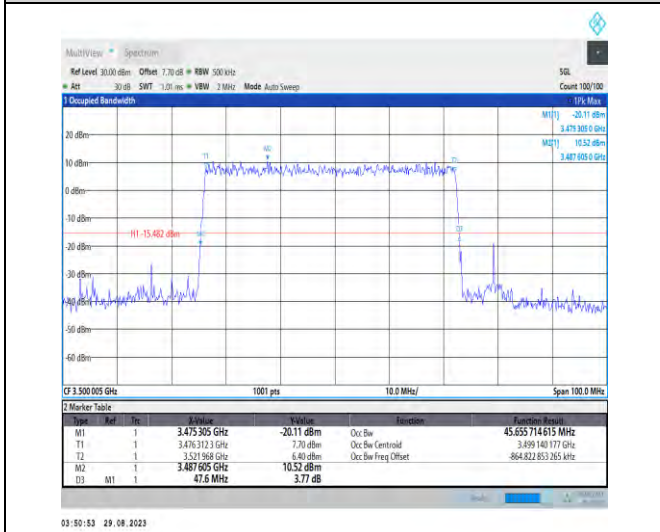 MultiView Spectrum
Ref Level 30.00 dBm Offset 7.70 dB RBW 500 kHz SGL
Att 30 dB SWT 1.01 ms VBW 2 MHz Mode Auto Sweep Count 100/100
1 Occupied Bandwidth 1Pk Max
M1[1] -20.11 dBm
3.475 305 0 GHz
M2[1] 10.52 dBm
3.487 605 0 GHz
20 dBm
M2
T1
10 dBm
0 dBm
-10 dBm
H1 -15.482 dBm
-20 dBm
-30 dBm
-40 dBm
-50 dBm
-60 dBm
CF 3.500 005 GHz 1001 pts 10.0 MHz/ Span 100.0 MHz
2 Marker Table
Type Ref Trc X-Value Y-Value Function Function Result
M1 1 3.475 305 GHz -20.11 dBm Occ Bw 45.655 714 615 MHz
T1 1 3.476 312 3 GHz 7.70 dBm Occ Bw Centroid 3.499 140 177 GHz
T2 1 3.521 968 GHz 6.40 dBm Occ Bw Freq Offset -864.822 853 265 kHz
M2 1 3.487 605 GHz 10.52 dBm
D3 M1 1 47.6 MHz 3.77 dB
03:50:53 29.08.2023